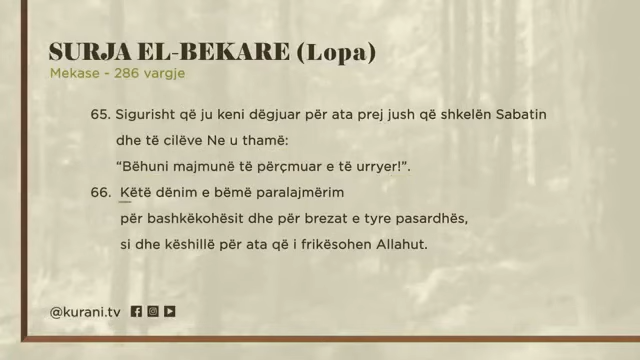 SURJA EL-BEKARE (Lopa)
Mekase - 286 vargje
65. Sigurisht që ju keni dëgjuar për ata prej jush që shkelën Sabatin
dhe të cilëve Ne u thamë:
“Bëhuni majmunë të përçmuar e të urryer!”.
66. Këtë dënim e bëmë paralajmërim
për bashkëkohësit dhe për brezat e tyre pasardhës,
si dhe këshillë për ata që i frikësohen Allahut.
@kurani.tv